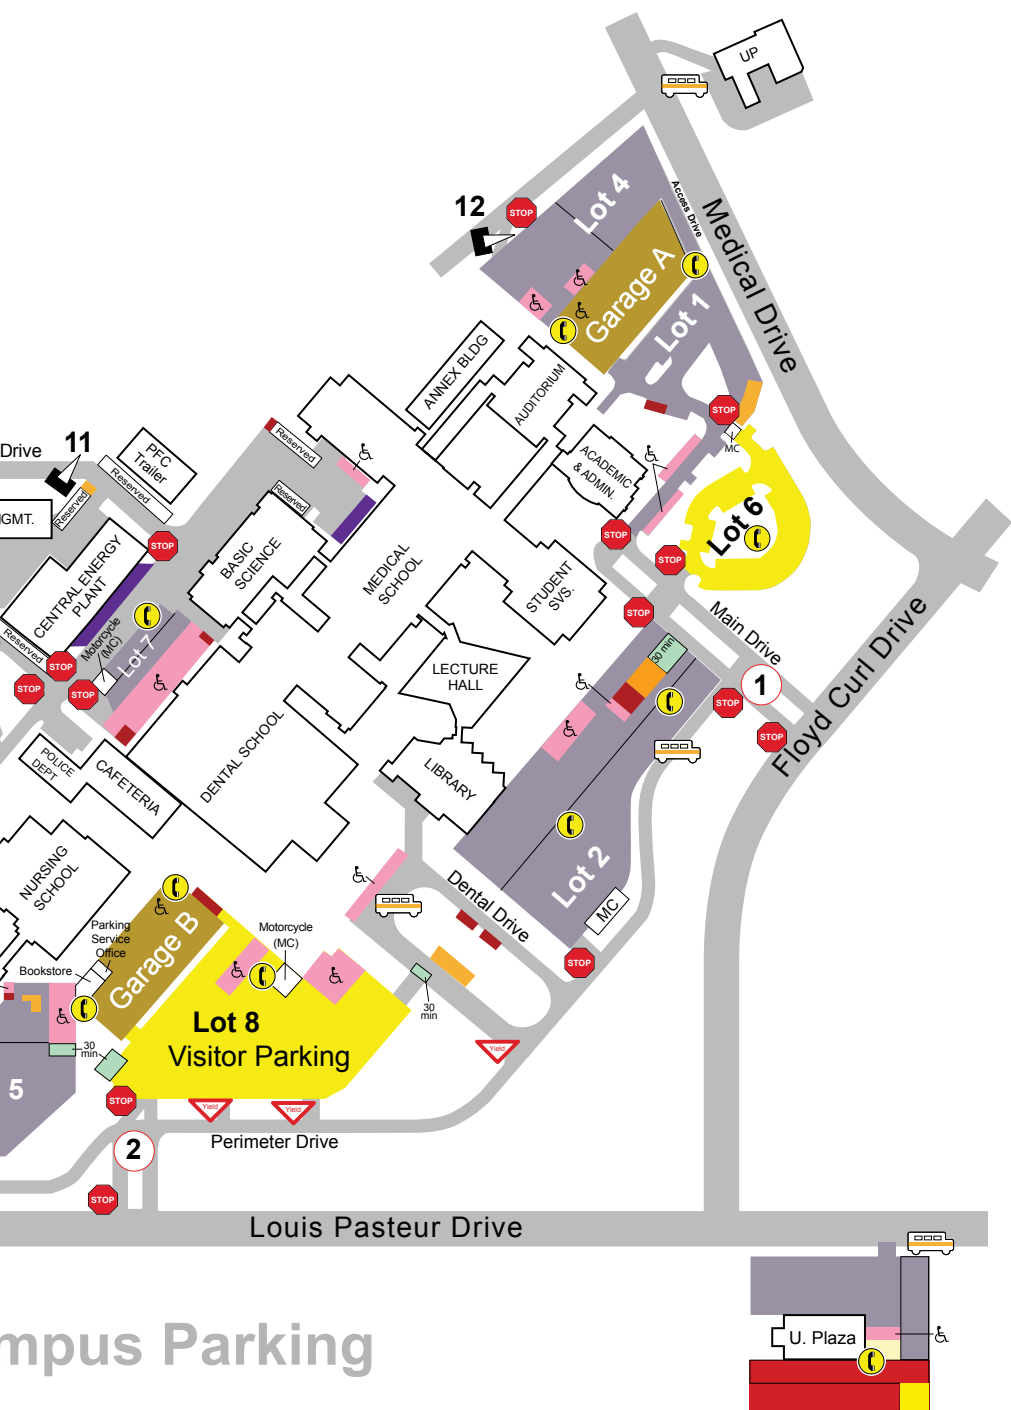 UP
STOP
12
Lot 4
Access Drive
Medical Drive
Garage A
Lot 1
ANNEX BLDG
AUDITORIUM
STOP
MC
Drive
11
PFC
Trailer
Reserved
Reserved
Reserved
Reserved
GMT.
ACADEMIC
& ADMIN.
Lot 6
STOP
STOP
STOP
CENTRAL ENERGY
PLANT
BASIC
SCIENCE
MEDICAL
SCHOOL
STUDENT
SVS.
STOP
Main Drive
Floyd Curl Drive
Reserved
STOP
Motorcycle
(MC)
Lot 7
STOP
STOP
LECTURE
HALL
30 min
1
STOP
STOP
POLICE
DEPT
CAFETERIA
DENTAL SCHOOL
LIBRARY
Lot 2
MC
NURSING
SCHOOL
Dental Drive
Parking
Service
Office
Bookstore
Garage B
Motorcycle
(MC)
STOP
30
min
Lot 8
Visitor Parking
30
min
Yield
5
STOP
Yield
Yield
Perimeter Drive
2
STOP
Louis Pasteur Drive
mpus Parking
U. Plaza